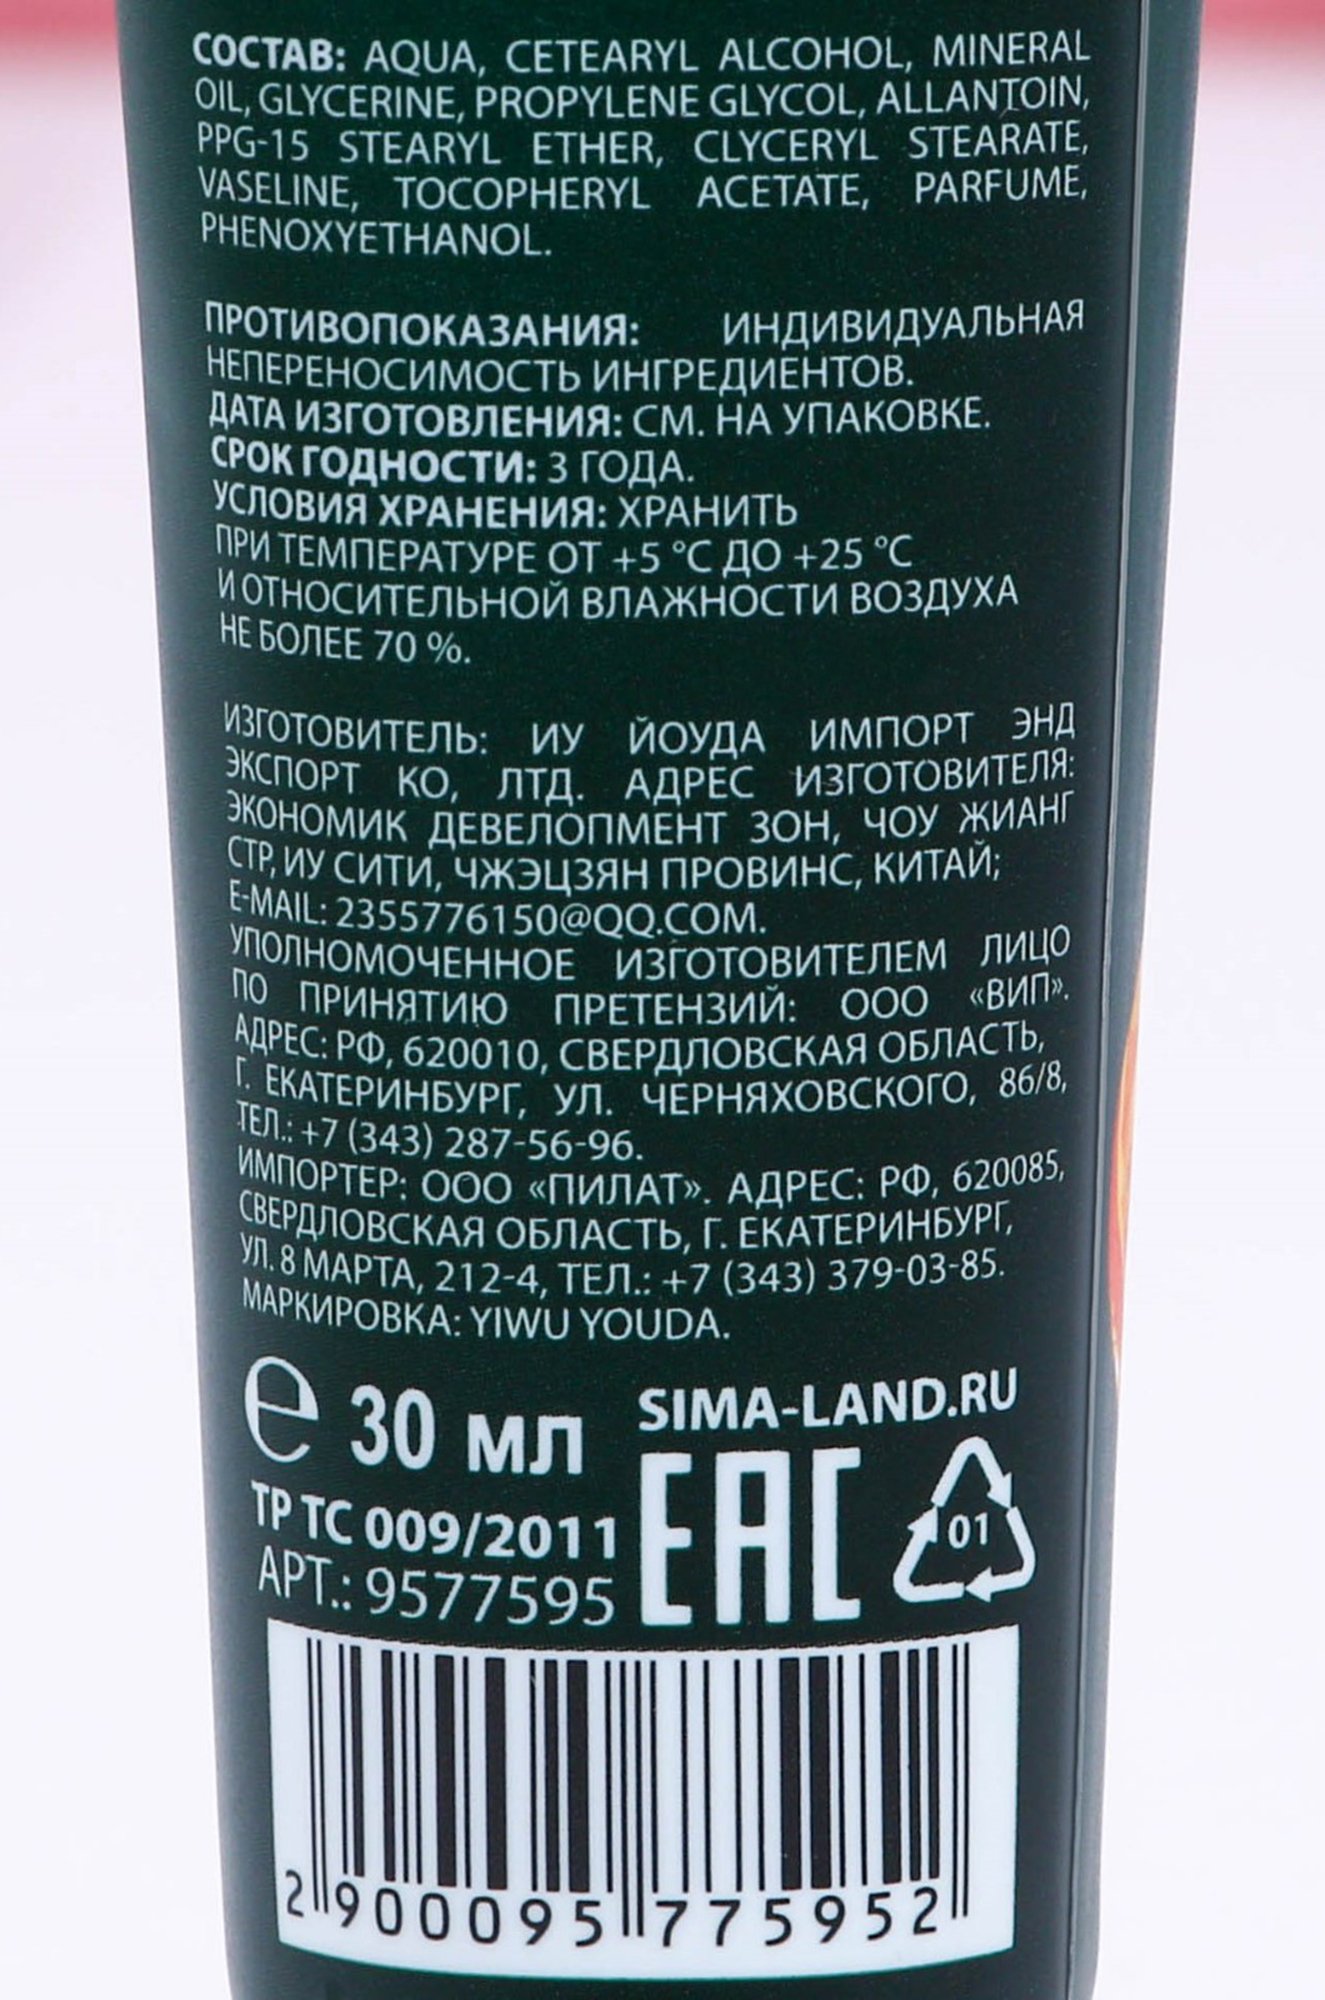 СОСТАВ: AQUA, CETEARYL ALCOHOL, MINERAL
OIL, GLYCERINE, PROPYLENE GLYCOL, ALLANTOIN,
PPG-15 STEARYL ETHER, CLYCERYL STEARATE,
VASELINE, TOCOPHERYL ACETATE, PARFUME,
PHENOXYETHANOL.
ПРОТИВОПОКАЗАНИЯ: ИНДИВИДУАЛЬНАЯ
НЕПЕРЕНОСИМОСТЬ ИНГРЕДИЕНТОВ.
ДАТА ИЗГОТОВЛЕНИЯ: СМ. НА УПАКОВКЕ.
СРОК ГОДНОСТИ: 3 ГОДА.
УСЛОВИЯ ХРАНЕНИЯ: ХРАНИТЬ
ПРИ ТЕМПЕРАТУРЕ ОТ +5 °С ДО +25 °С
И ОТНОСИТЕЛЬНОЙ ВЛАЖНОСТИ ВОЗДУХА
НЕ БОЛЕЕ 70 %.
ИЗГОТОВИТЕЛЬ: ИУ ЙОУДА ИМПОРТ ЭНД
ЭКСПОРТ КО, ЛТД. АДРЕС ИЗГОТОВИТЕЛЯ:
ЭКОНОМИК ДЕВЕЛОПМЕНТ ЗОН, ЧОУ ЖИАНГ
СТР, ИУ СИТИ, ЧЖЭЦЗЯН ПРОВИНС, КИТАЙ;
E-MAIL: 2355776150@QQ.COM.
УПОЛНОМОЧЕННОЕ ИЗГОТОВИТЕЛЕМ ЛИЦО
ПО ПРИНЯТИЮ ПРЕТЕНЗИЙ: ООО «ВИП».
АДРЕС: РФ, 620010, СВЕРДЛОВСКАЯ ОБЛАСТЬ,
Г. ЕКАТЕРИНБУРГ, УЛ. ЧЕРНЯХОВСКОГО, 86/8,
ТЕЛ.: +7 (343) 287-56-96.
ИМПОРТЕР: ООО «ПИЛАТ». АДРЕС: РФ, 620085,
СВЕРДЛОВСКАЯ ОБЛАСТЬ, Г. ЕКАТЕРИНБУРГ,
УЛ. 8 МАРТА, 212-4, ТЕЛ.: +7 (343) 379-03-85.
МАРКИРОВКА: YIWU YOUDA.
℮ 30 мл
SIMA-LAND.RU
ТР ТС 009/2011
EAC
01
АРТ.: 9577595
2 900095 775952